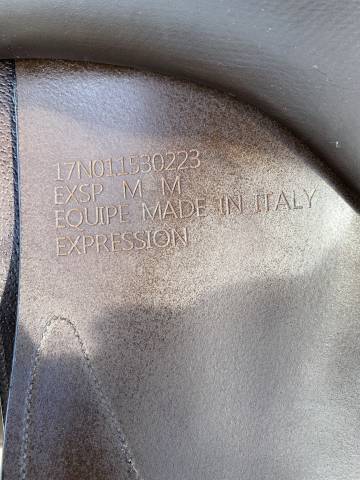 17N011530223
EXSP M M
EQUIPE MADE IN ITALY
EXPRESSION